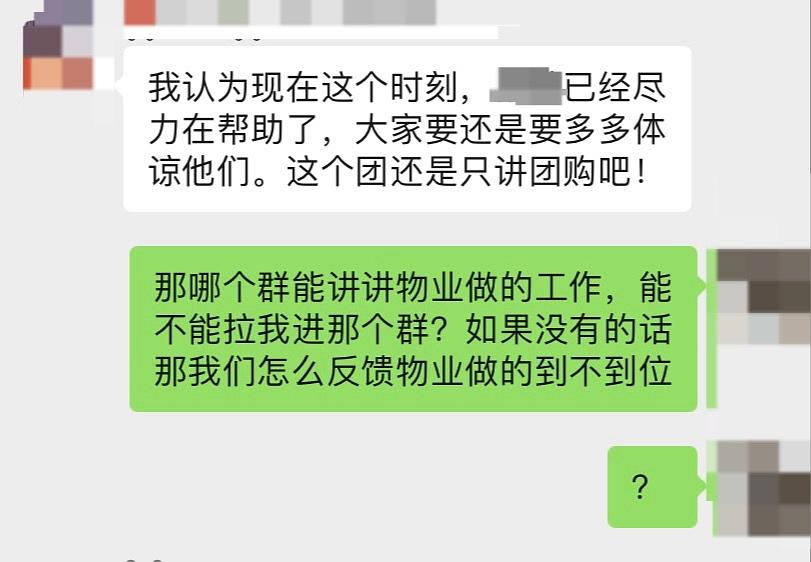 我认为现在这个时刻，已经尽
力在帮助了，大家要还是要多多体
谅他们。这个团还是只讲团购吧！
那哪个群能讲讲物业做的工作，能
不能拉我进那个群？如果没有的话
那我们怎么反馈物业做的到不到位
？